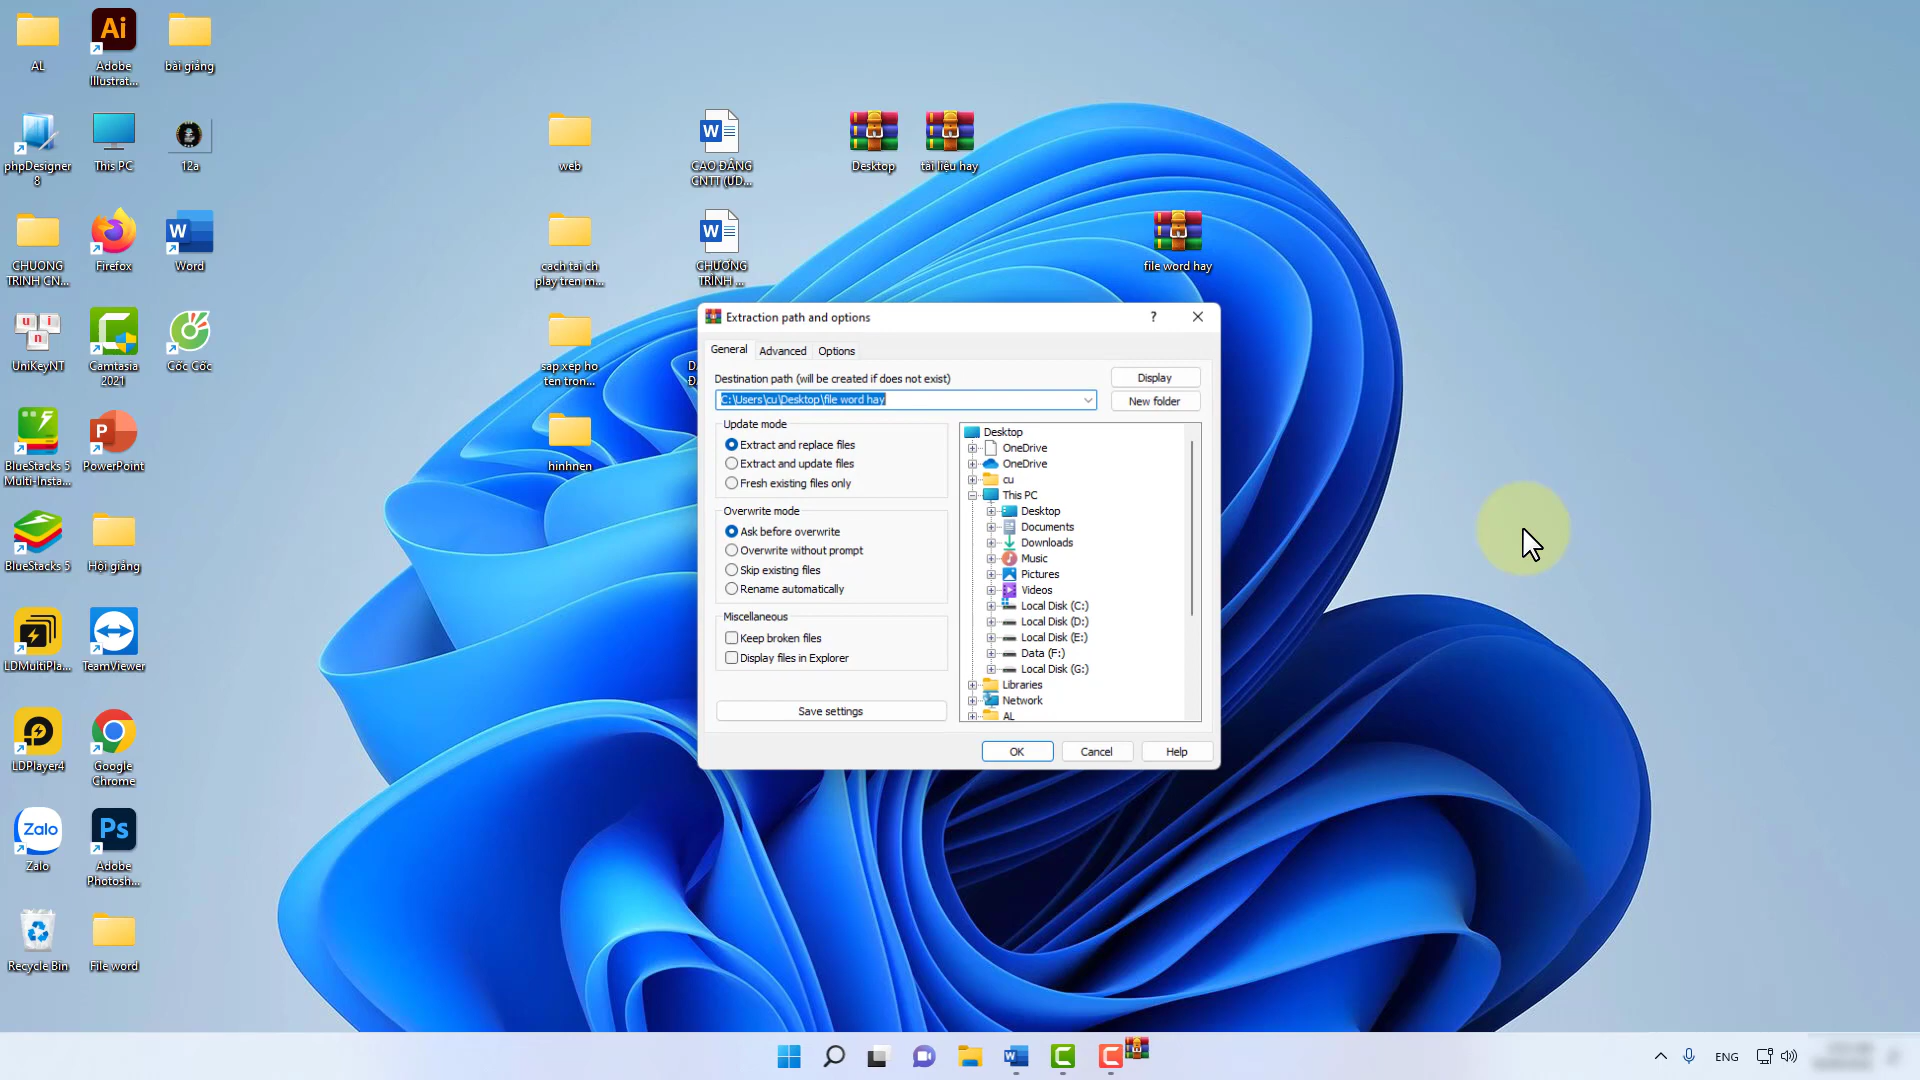 AL
Adobe
Illustrat...
bài giảng
phpDesigner
8
This PC
12a
CHUONG
TRINH CN...
Firefox
Word
UniKeyNT
Camtasia
2021
Cốc Cốc
BlueStacks 5
Multi-Insta...
PowerPoint
BlueStacks 5
Hội giảng
LDMultiPla...
TeamViewer
LDPlayer4
Google
Chrome
Zalo
Zalo
Adobe
Photosh...
Recycle Bin
File word
web
CAO ĐẲNG
CNTT (ƯD...
Desktop
tài liệu hay
cach tai ch
play tren m...
CHƯƠNG
TRÌNH ...
file word hay
sap xep ho
ten tron...
hinhnen
Extraction path and options
General
Advanced
Options
Destination path (will be created if does not exist)
Display
C:\Users\cu\Desktop\file word hay
New folder
Update mode
Extract and replace files
Extract and update files
Fresh existing files only
Overwrite mode
Ask before overwrite
Overwrite without prompt
Skip existing files
Rename automatically
Miscellaneous
Keep broken files
Display files in Explorer
Save settings
Desktop
OneDrive
OneDrive
cu
This PC
Desktop
Documents
Downloads
Music
Pictures
Videos
Local Disk (C:)
Local Disk (D:)
Local Disk (E:)
Data (F:)
Local Disk (G:)
Libraries
Network
AL
OK
Cancel
Help
ENG